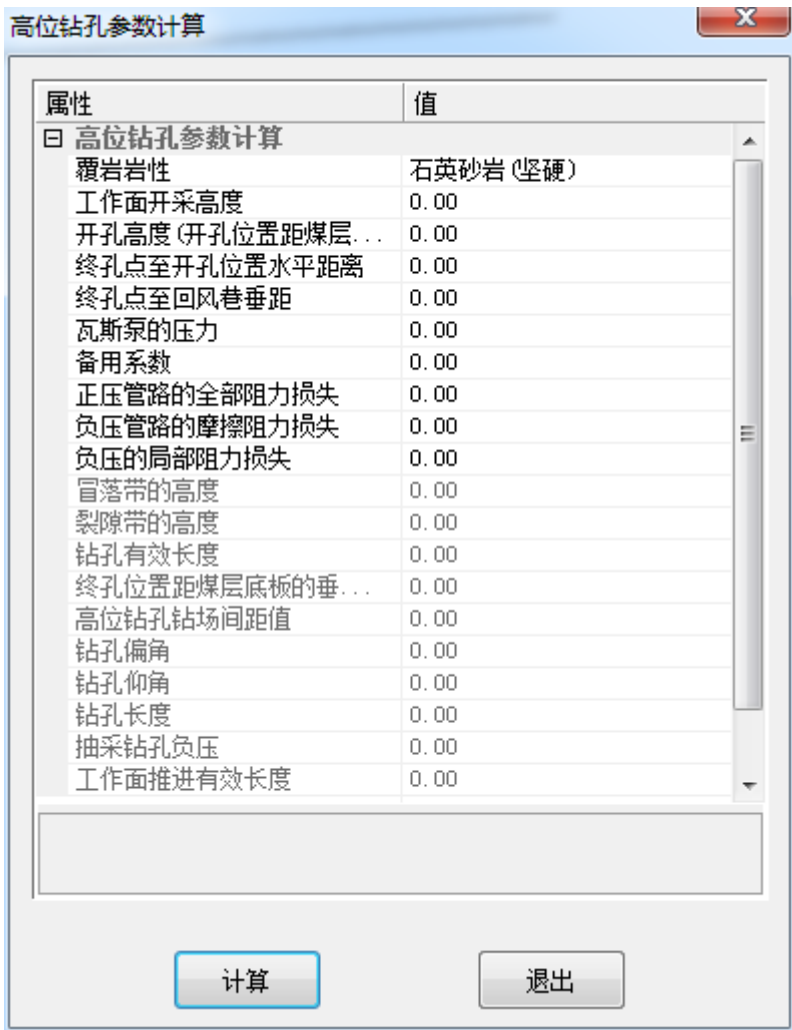 高位钻孔参数计算
属性 值
高位钻孔参数计算
覆岩岩性 石英砂岩(坚硬)
工作面开采高度 0.00
开孔高度(开孔位置距煤层... 0.00
终孔点至开孔位置水平距离 0.00
终孔点至回风巷垂距 0.00
瓦斯泵的压力 0.00
备用系数 0.00
正压管路的全部阻力损失 0.00
负压管路的摩擦阻力损失 0.00
负压的局部阻力损失 0.00
冒落带的高度 0.00
裂隙带的高度 0.00
钻孔有效长度 0.00
终孔位置距煤层底板的垂... 0.00
高位钻孔钻场间距值 0.00
钻孔偏角 0.00
钻孔仰角 0.00
钻孔长度 0.00
抽采钻孔负压 0.00
工作面推进有效长度 0.00
计算 退出